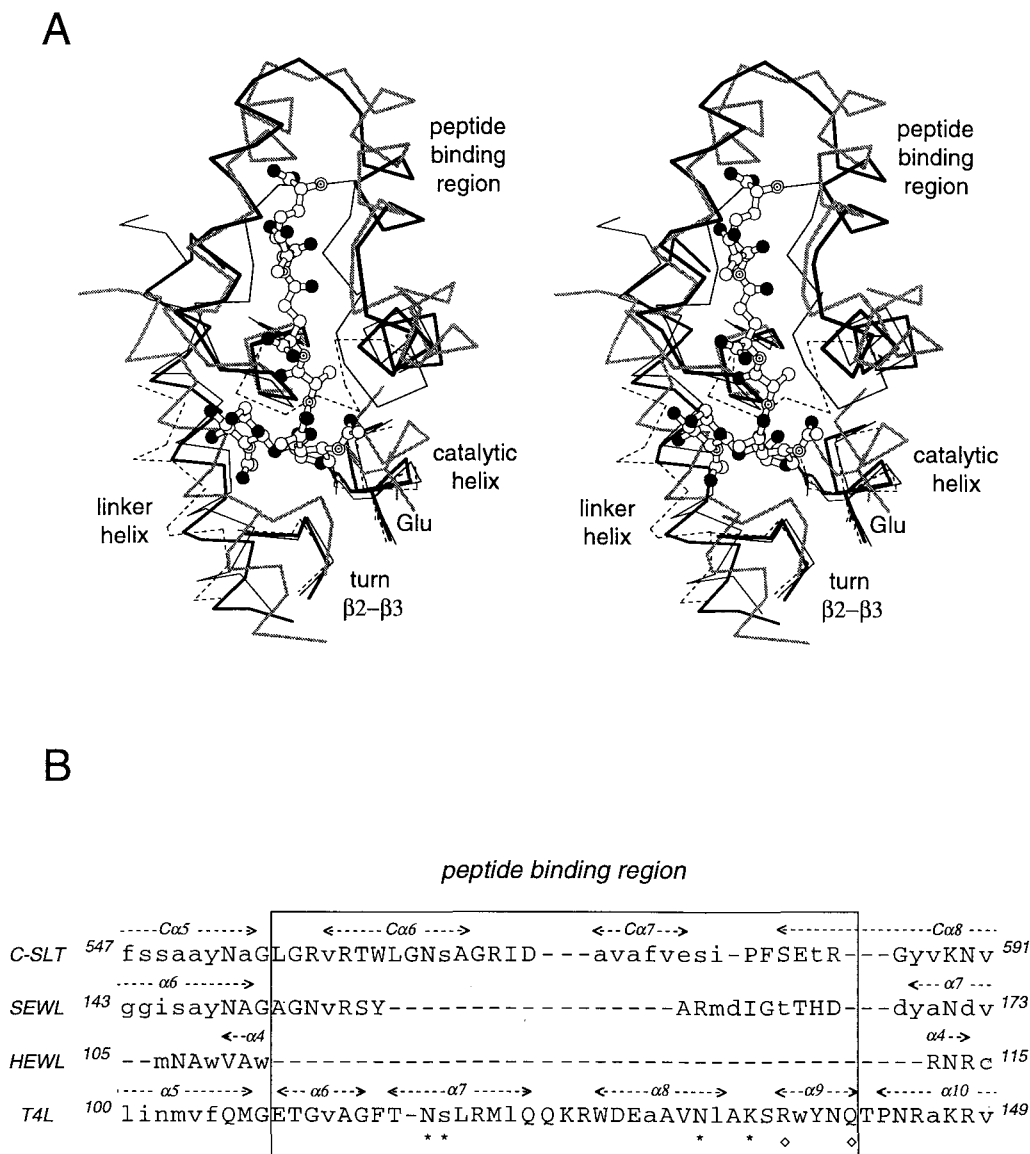 A
peptide
binding
region
catalytic
helix
Glu
linker
helix
turn
β2–β3
peptide
binding
region
catalytic
helix
Glu
linker
helix
turn
β2–β3
B
peptide binding region
Cα5 Cα6 Cα7 Cα8
C-SLT 547 fssaayNaGLGRvRTWLGNsAGRID---avafvesi-PFSEtR---GyvKNv 591
α6 α7
SEWL 143 ggisayNAGAGNvRSY----------------ARmdIGtTHD---dyaNdv 173
α4 α4
HEWL 105 --mNAwVAw---------------------------------RNRc 115
α5 α6 α7 α8 α9 α10
T4L 100 linmvfQMGETGvAGFT-NsLRMlQQKRWDEaAVNlAKSRwYNQTPNRaKRv 149
* * * * ◇ ◇